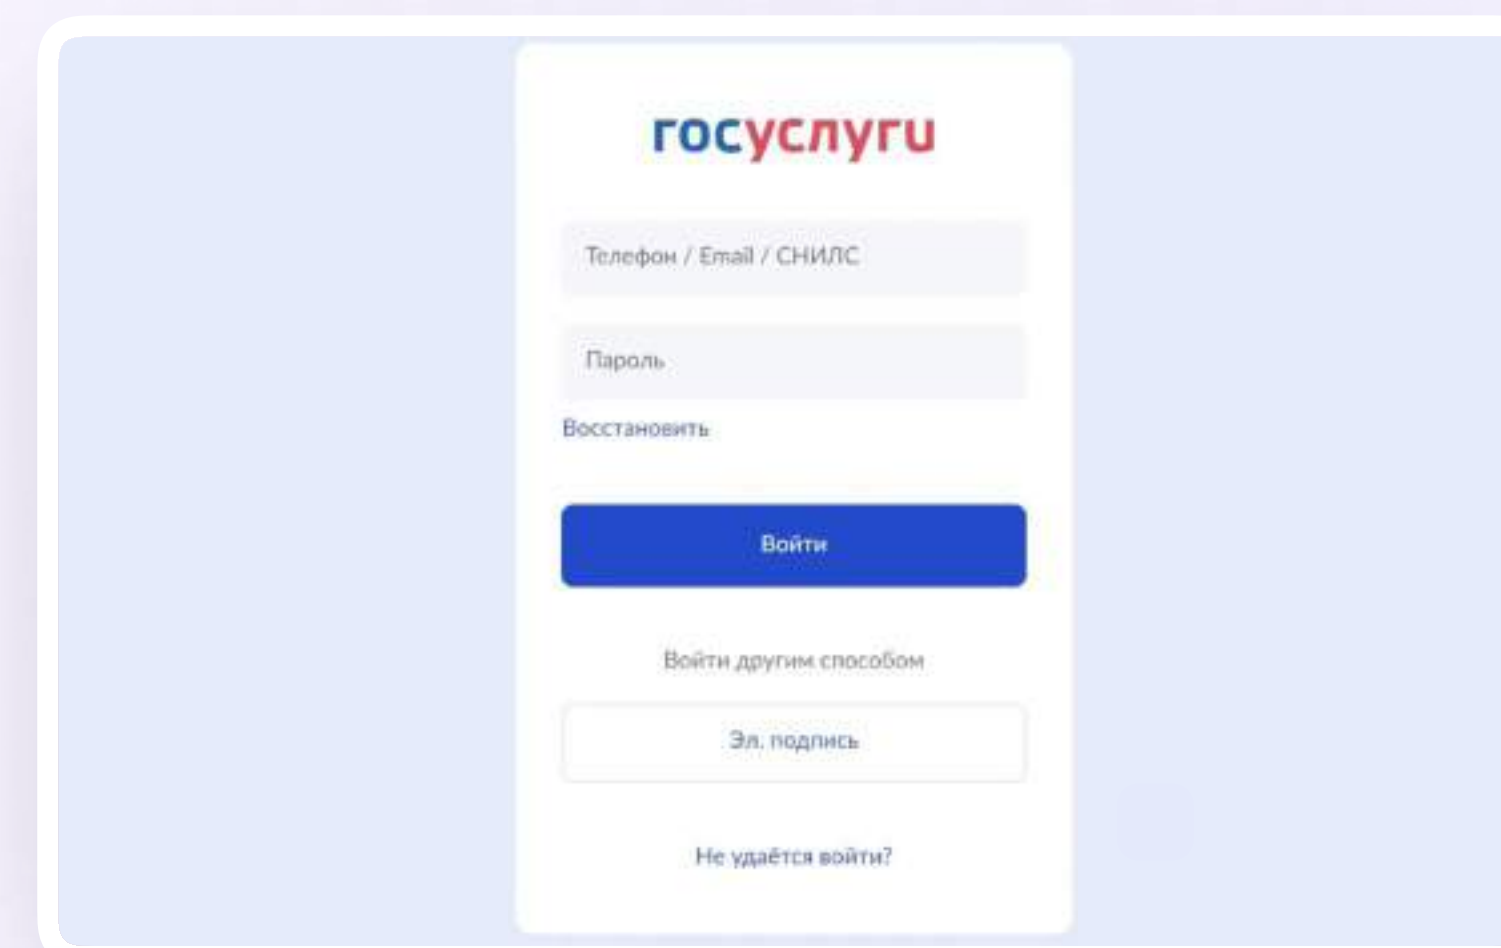 госуслуги
Телефон / Email / СНИЛС
Пароль
Восстановить
Войти
Войти другим способом
Эл. подпись
Не удаётся войти?